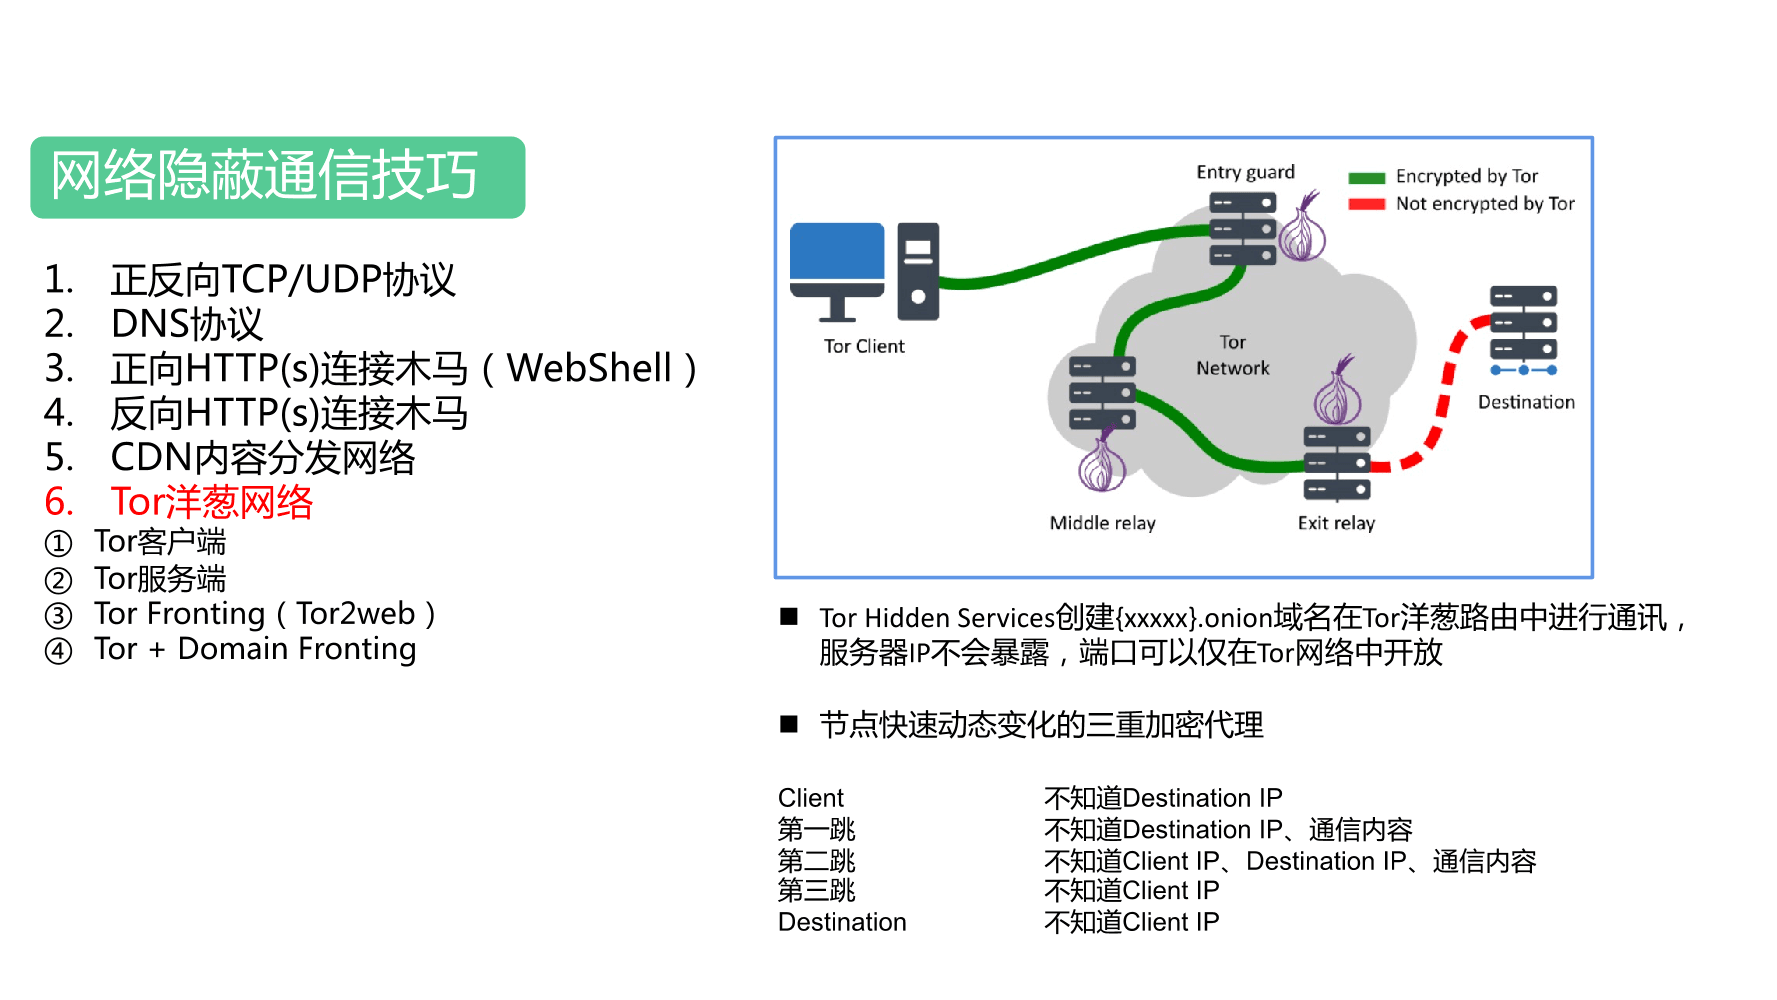 网络隐蔽通信技巧
1. 正反向TCP/UDP协议
2. DNS协议
3. 正向HTTP(s)连接木马（WebShell）
4. 反向HTTP(s)连接木马
5. CDN内容分发网络
6. Tor洋葱网络
① Tor客户端
② Tor服务端
③ Tor Fronting（Tor2web）
④ Tor + Domain Fronting
Entry guard
Encrypted by Tor
Not encrypted by Tor
Tor Client
Tor
Network
Destination
Middle relay
Exit relay
■ Tor Hidden Services创建{xxxxx}.onion域名在Tor洋葱路由中进行通讯，
服务器IP不会暴露，端口可以仅在Tor网络中开放
■ 节点快速动态变化的三重加密代理
Client 不知道Destination IP
第一跳 不知道Destination IP、通信内容
第二跳 不知道Client IP、Destination IP、通信内容
第三跳 不知道Client IP
Destination 不知道Client IP